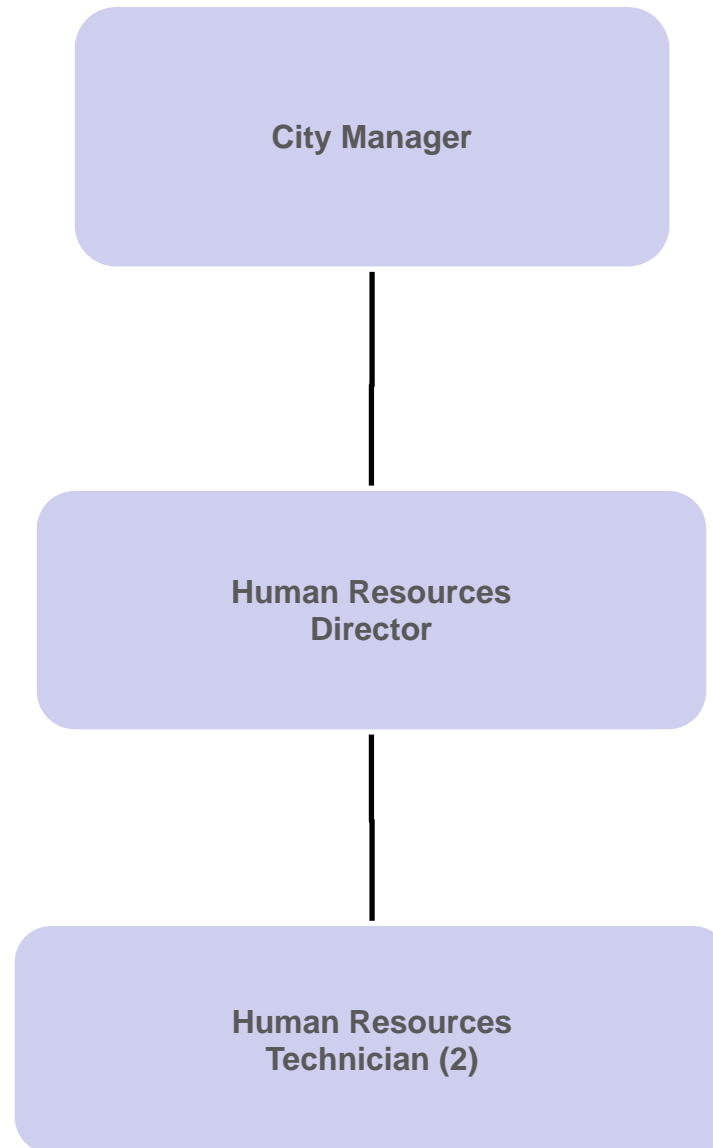 City Manager
Human Resources
Director
Human Resources
Technician (2)